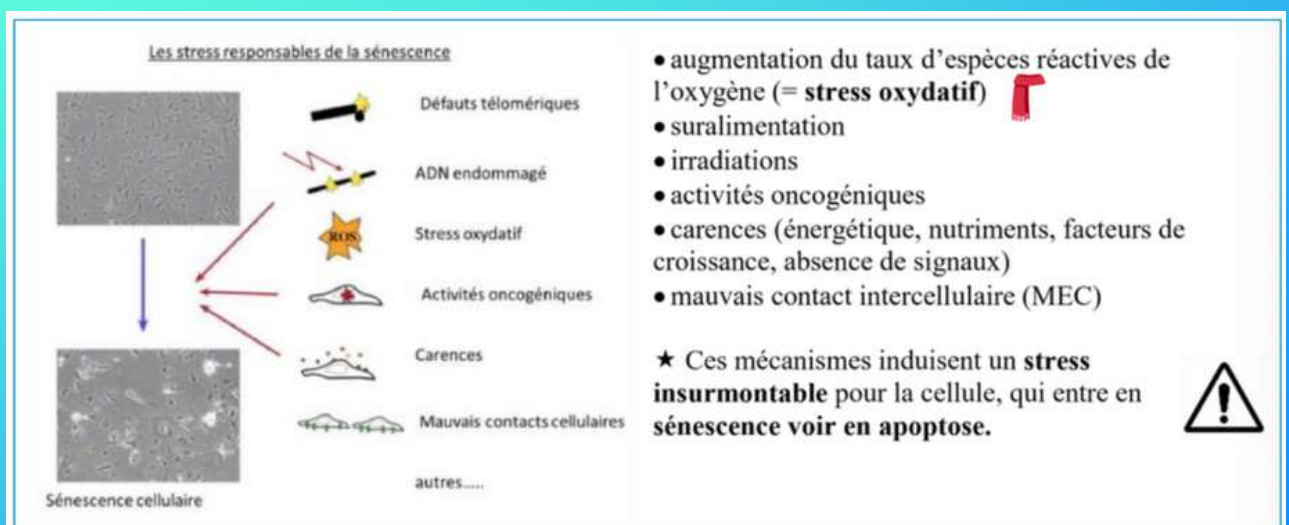 Les stress responsables de la sénescence
Défauts télomériques
ADN endommagé
ROS
Stress oxydatif
Activités oncogéniques
Carences
Mauvais contacts cellulaires
autres.....
Sénescence cellulaire
• augmentation du taux d'espèces réactives de
l'oxygène (= stress oxydatif)
• suralimentation
• irradiations
• activités oncogéniques
• carences (énergétique, nutriments, facteurs de
croissance, absence de signaux)
• mauvais contact intercellulaire (MEC)
★ Ces mécanismes induisent un stress
insurmontable pour la cellule, qui entre en
sénescence voir en apoptose.